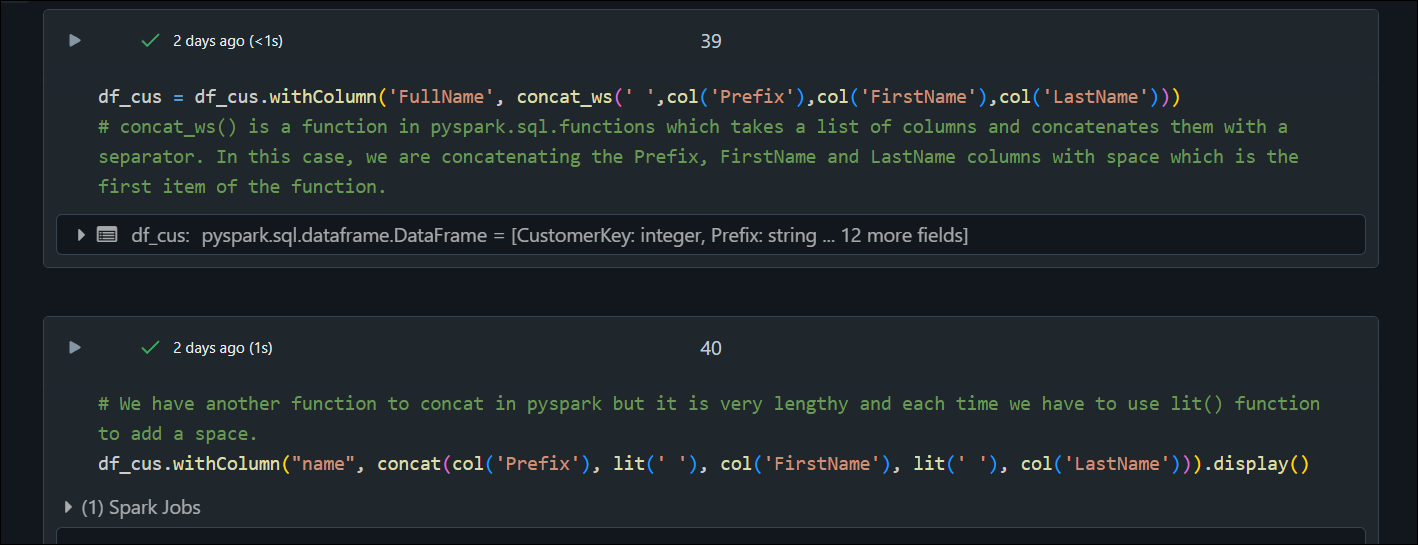 2 days ago (<1s)
39
df_cus = df_cus.withColumn('FullName', concat_ws(' ',col('Prefix'),col('FirstName'),col('LastName')))
# concat_ws() is a function in pyspark.sql.functions which takes a list of columns and concatenates them with a
separator. In this case, we are concatenating the Prefix, FirstName and LastName columns with space which is the
first item of the function.
df_cus: pyspark.sql.dataframe.DataFrame = [CustomerKey: integer, Prefix: string ... 12 more fields]
2 days ago (1s)
40
# We have another function to concat in pyspark but it is very lengthy and each time we have to use lit() function
to add a space.
df_cus.withColumn("name", concat(col('Prefix'), lit(' '), col('FirstName'), lit(' '), col('LastName'))).display()
(1) Spark Jobs